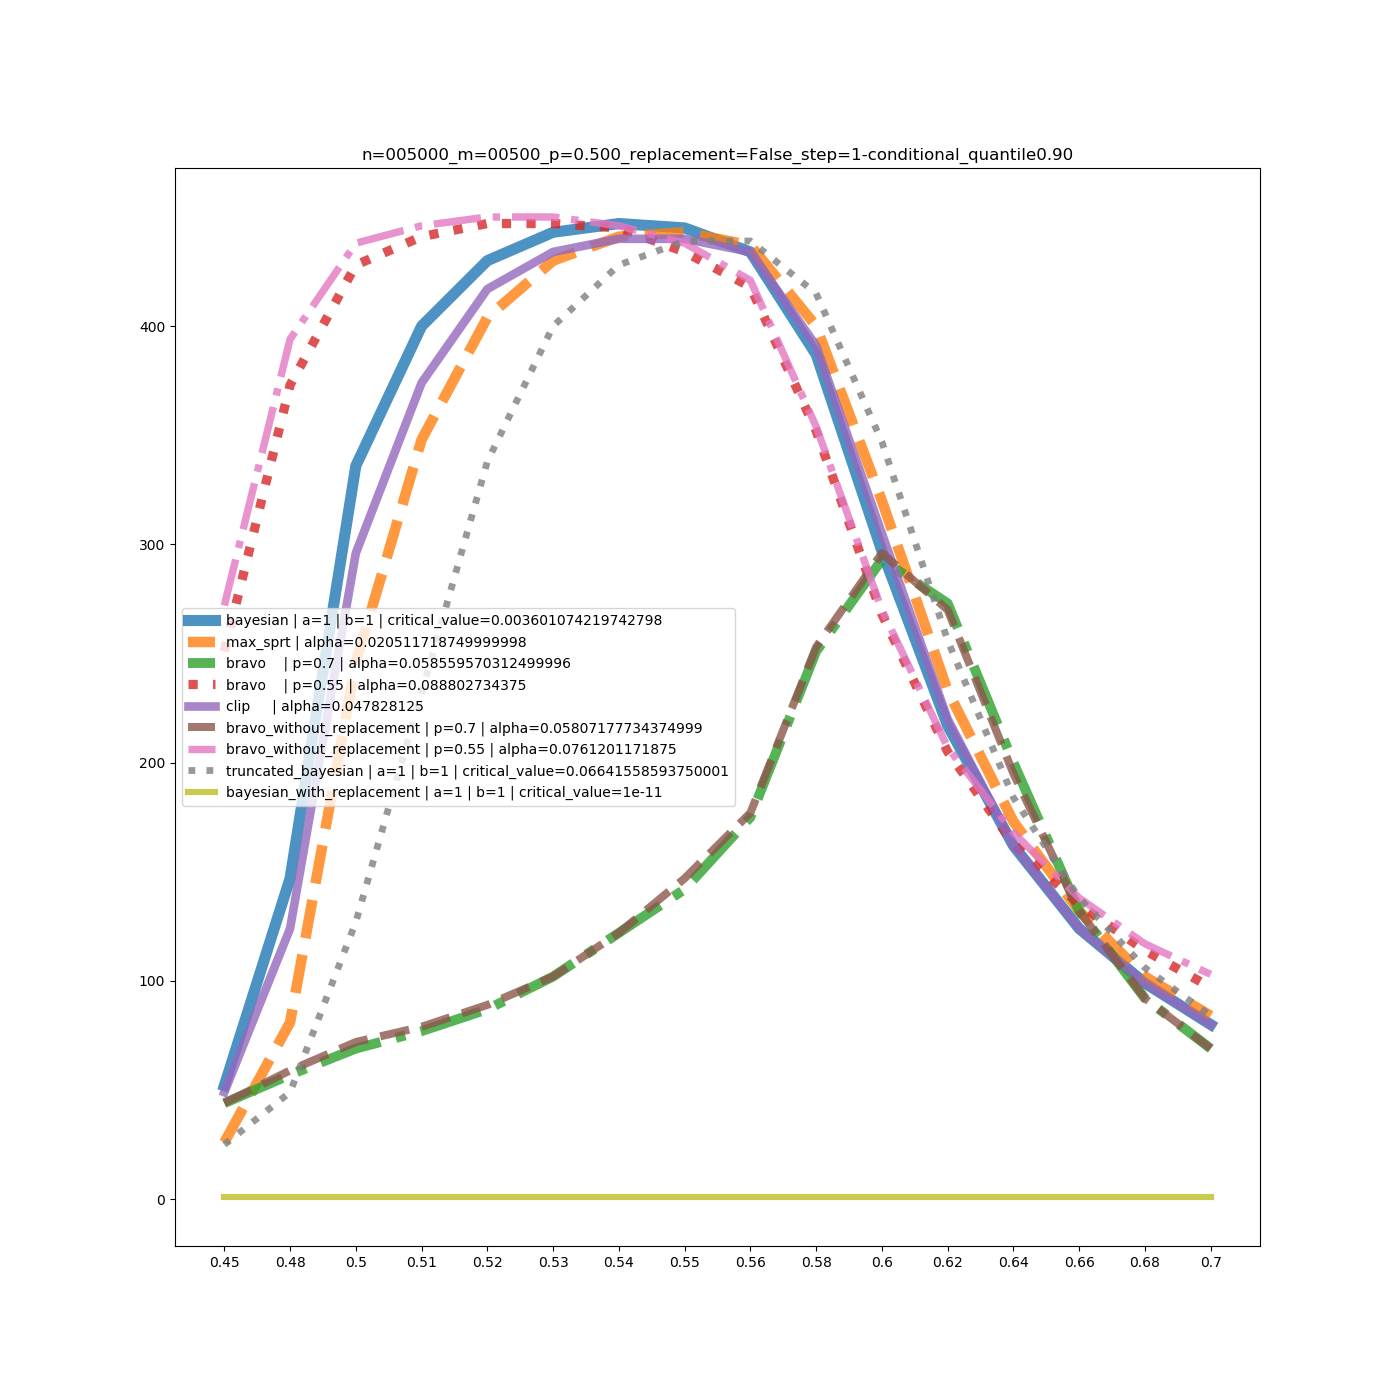 n=005000_m=00500_p=0.500_replacement=False_step=1-conditional_quantile0.90
400
300
bayesian | a=1 | b=1 | critical_value=0.003601074219742798
max_sprt | alpha=0.020511718749999998
bravo    | p=0.7 | alpha=0.058559570312499996
bravo    | p=0.55 | alpha=0.088802734375
clip     | alpha=0.047828125
bravo_without_replacement | p=0.7 | alpha=0.05807177734374999
bravo_without_replacement | p=0.55 | alpha=0.0761201171875
200
truncated_bayesian | a=1 | b=1 | critical_value=0.06641558593750001
bayesian_with_replacement | a=1 | b=1 | critical_value=1e-11
100
0
0.45 0.48 0.5 0.51 0.52 0.53 0.54 0.55 0.56 0.58 0.6 0.62 0.64 0.66 0.68 0.7